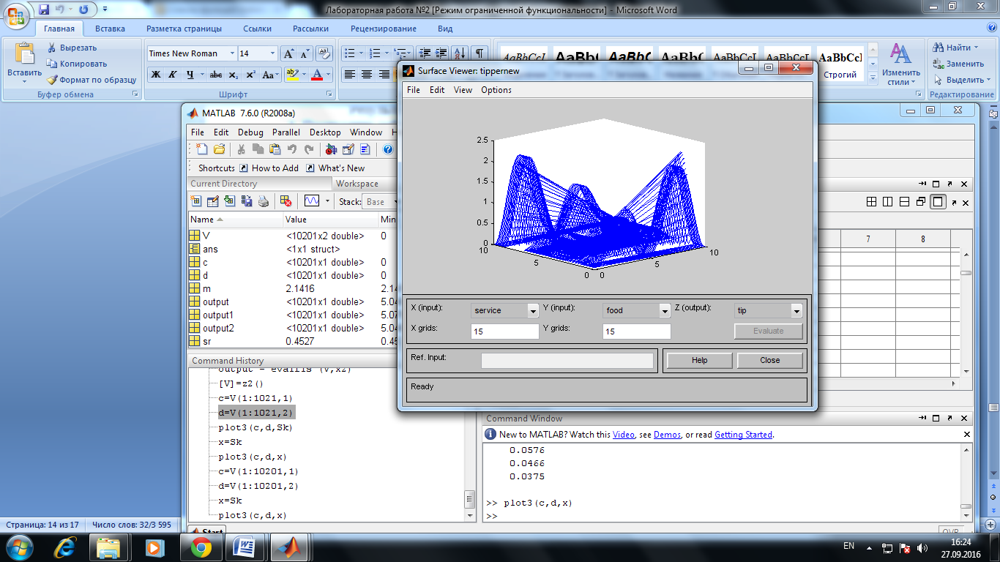 Лабораторная работа №2 [Режим ограниченной функциональности] - Microsoft Word
Главная Вставка Разметка страницы Ссылки Рассылки Рецензирование Вид
Вставить
Вырезать
Копировать
Формат по образцу
Буфер обмена
Times New Roman 14
Ж К Ч abc x₂ x² Aa
Шрифт
AaBbCcI AaBbCc AaBbC AaBbCcl AaBbCcI AaBbCcI AaBbCcL
Строгий
Изменить стили
Найти
Заменить
Выделить
Редактирование
Surface Viewer: tippernew
File Edit View Options
2.5
2
1.5
1
0.5
0
10
5
0
0
5
10
X (input): service Y (input): food Z (output): tip
X grids: 15 Y grids: 15 Evaluate
Ref. Input: Help Close
Ready
MATLAB 7.6.0 (R2008a)
File Edit Debug Parallel Desktop Window
Shortcuts How to Add What's New
Current Directory Workspace
Stack: Base
Name Value Min
V <10201x2 double> 0
ans <1x1 struct>
c <10201x1 double> 0
d <10201x1 double> 0
m 2.1416 2.14
output <10201x1 double> 5.04
output1 <10201x1 double> 5.07
output2 <10201x1 double> 5.04
sr 0.4527 0.45
7 8
Command History
[V]=z2()
c=V(1:1021,1)
d=V(1:1021,2)
plot3(c,d,Sk)
x=Sk
plot3(c,d,x)
c=V(1:10201,1)
d=V(1:10201,2)
x=Sk
plot3(c,d,x)
Command Window
New to MATLAB? Watch this Video, see Demos, or read Getting Started.
0.0576
0.0466
0.0375
>> plot3(c,d,x)
>>
Start
OVR
Страница: 14 из 17 Число слов: 32/3 595
EN
16:24
27.09.2016